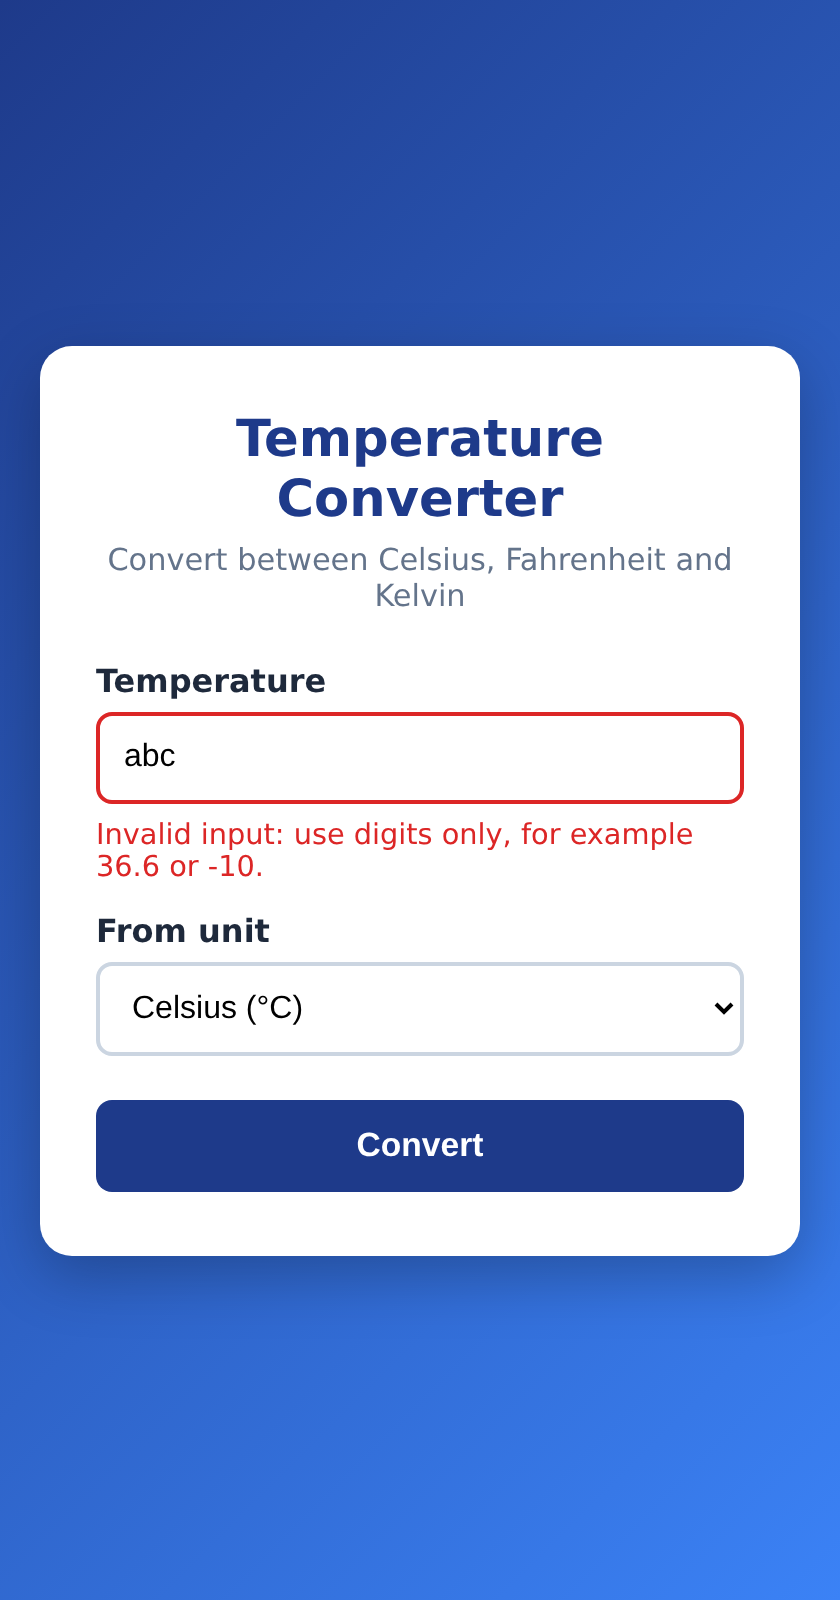 Temperature
Converter
Convert between Celsius, Fahrenheit and
Kelvin
Temperature
abc
Invalid input: use digits only, for example
36.6 or -10.
From unit
Celsius (°C)
Convert